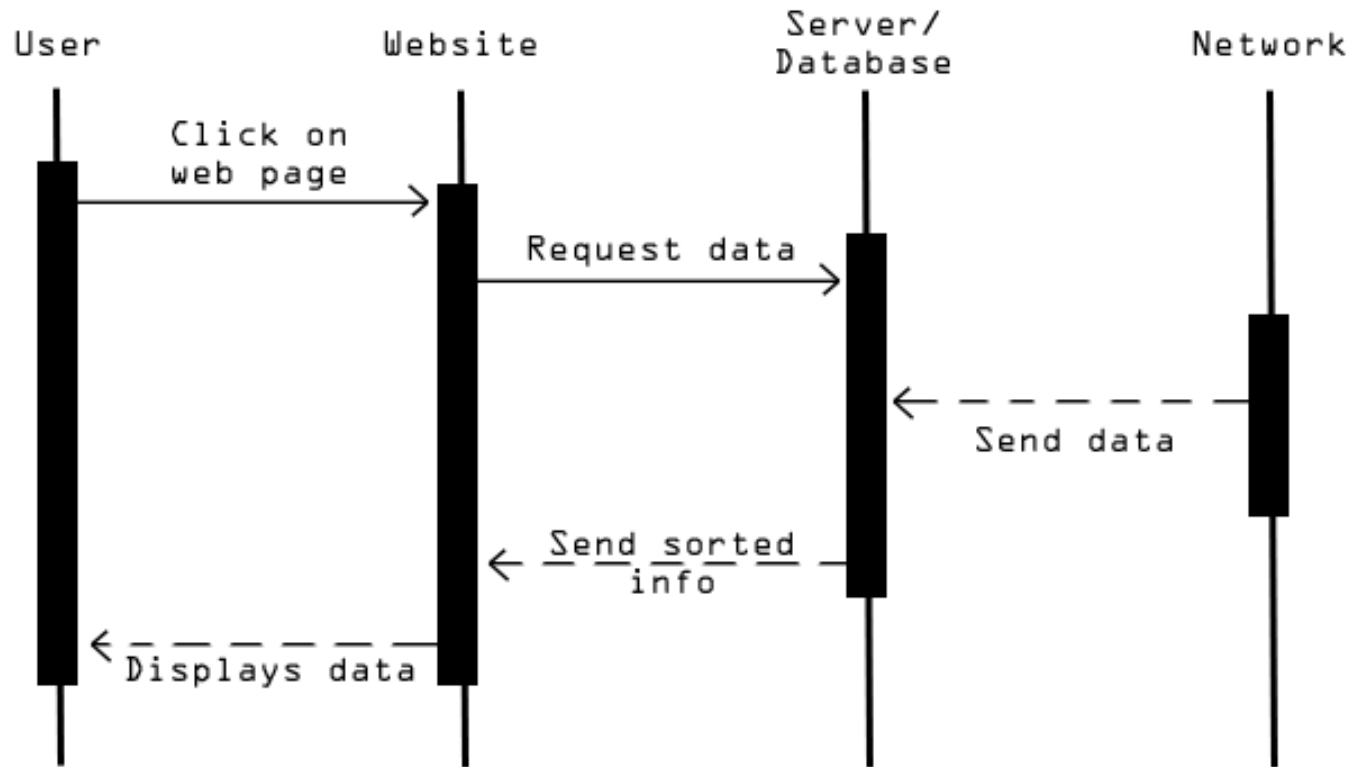 User
Website
Server/
Database
Network
Click on
web page
Request data
Send data
Send sorted
info
Displays data